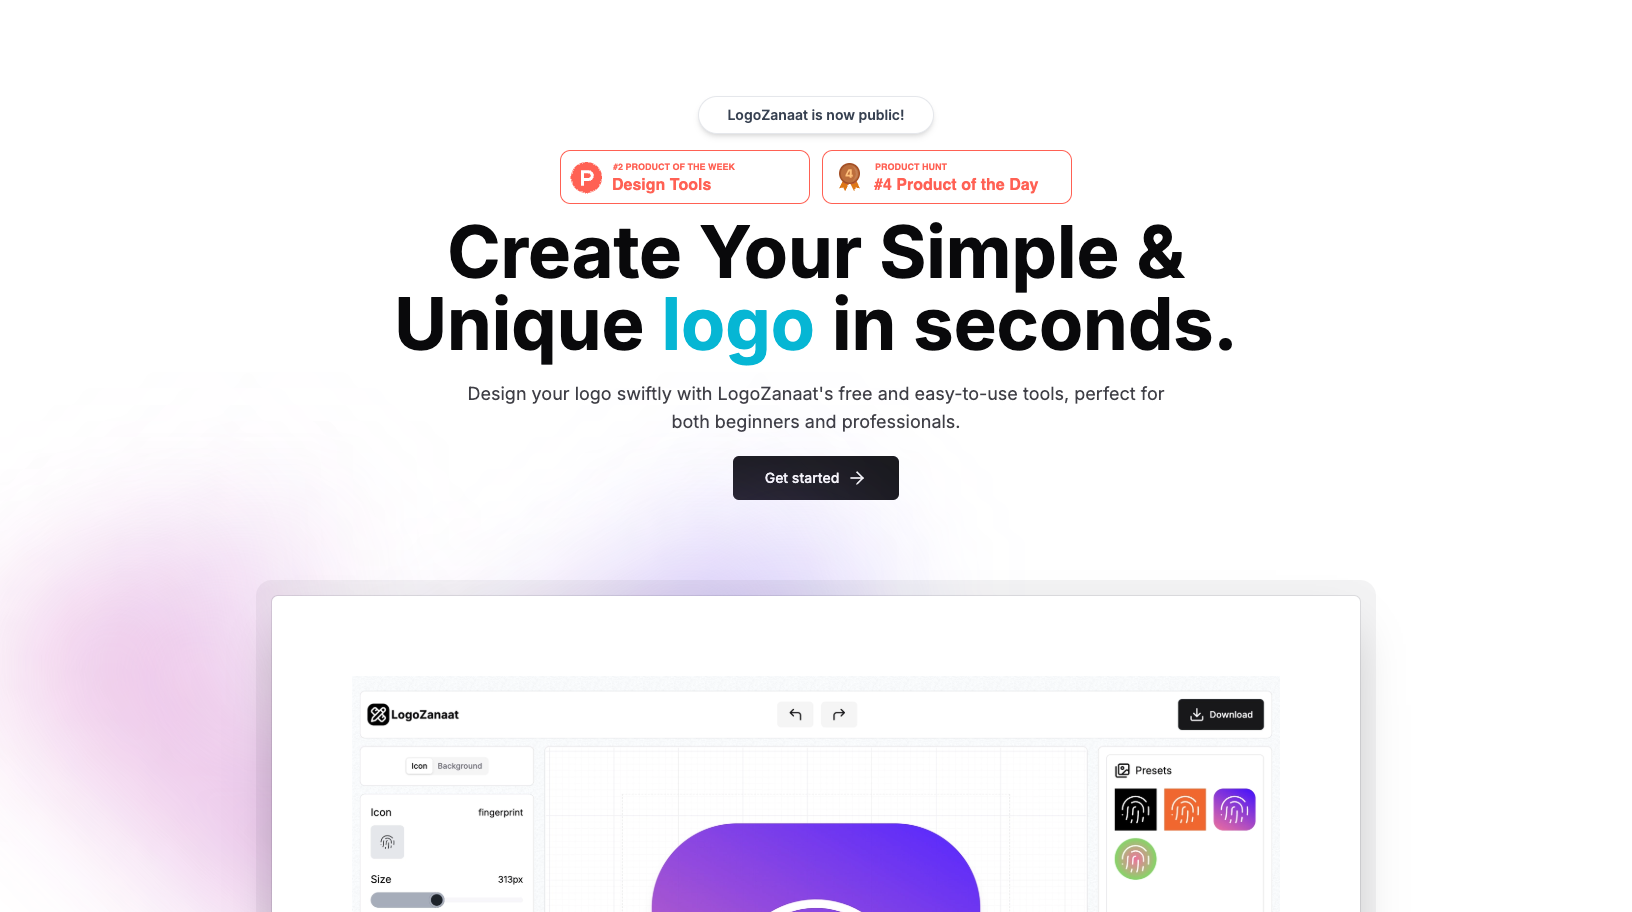 LogoZanaat is now public!
#2 PRODUCT OF THE WEEK
Design Tools
PRODUCT HUNT
#4 Product of the Day
P
4
Create Your Simple &
Unique logo in seconds.
Design your logo swiftly with LogoZanaat's free and easy-to-use tools, perfect for
both beginners and professionals.
Get started
LogoZanaat
Download
Icon Background
Icon fingerprint
Size 313px
Presets